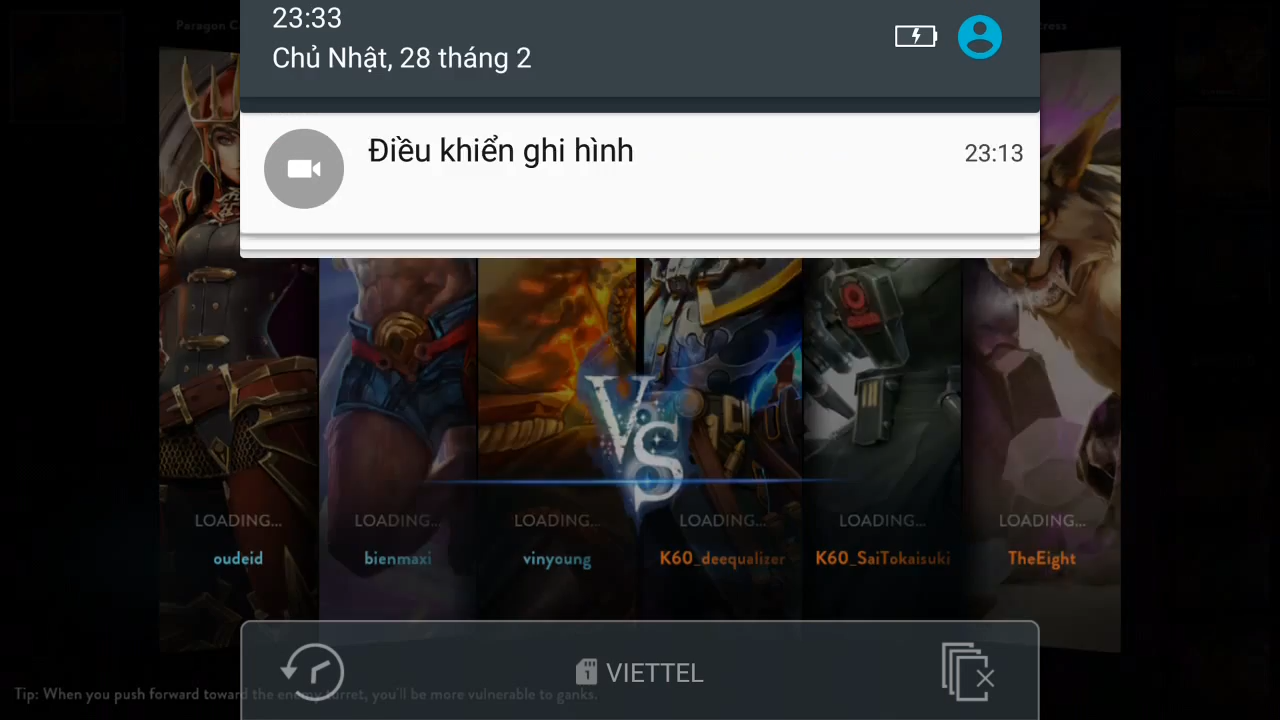 23:33
Chủ Nhật, 28 tháng 2
Điều khiển ghi hình
23:13
VS
LOADING... LOADING... LOADING... LOADING... LOADING... LOADING...
oudeid bienmaxi vinyoung K60_deequalizer K60_SaiTokaisuki TheEight
1 VIETTEL
Tip: When you push forward toward the enemy turret, you'll be more vulnerable to ganks.